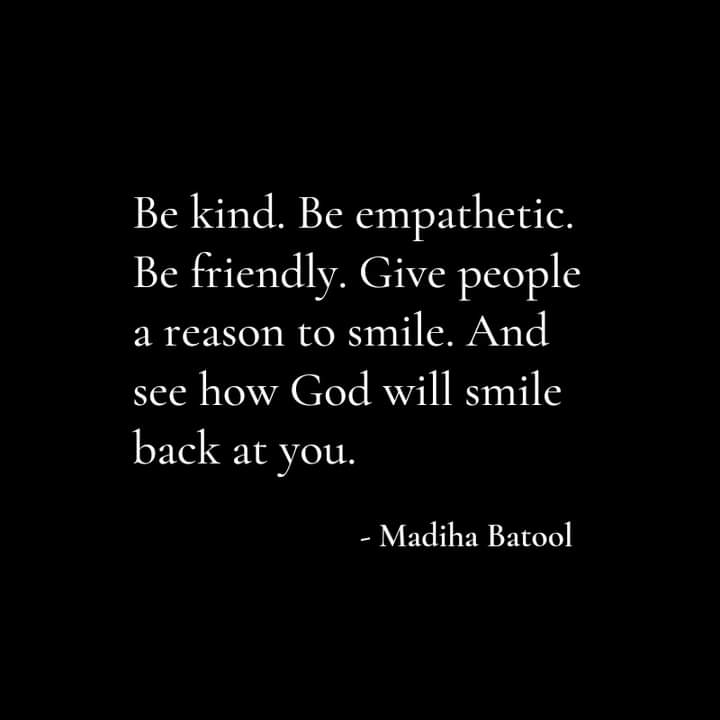 Be kind. Be empathetic.
Be friendly. Give people
a reason to smile. And
see how God will smile
back at you.
- Madiha Batool